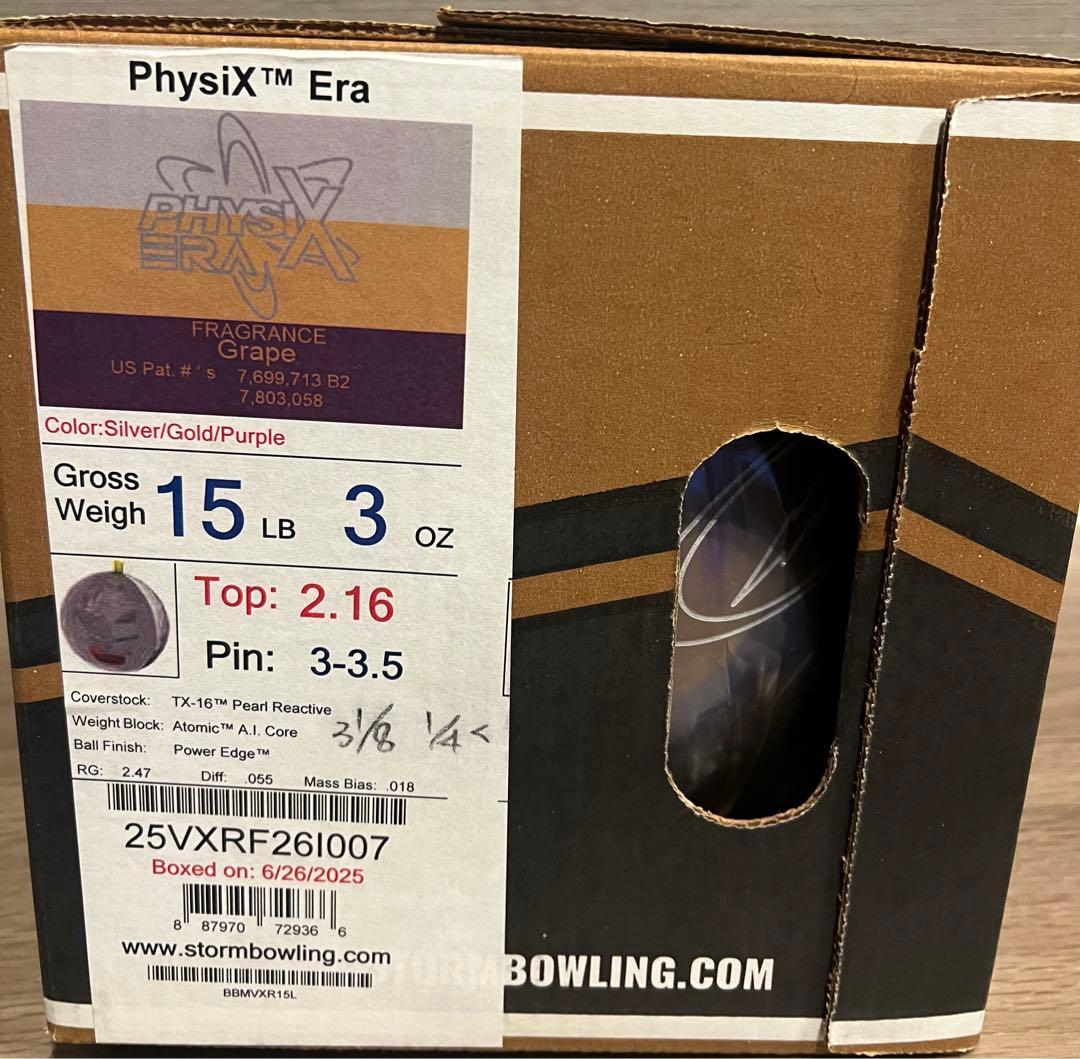 PhysiX™ Era
PHYSIX
ERA
FRAGRANCE
Grape
US Pat. # ' s 7,699,713 B2
7,803,058
Color:Silver/Gold/Purple
Gross
Weigh 15 LB 3 OZ
Top: 2.16
Pin: 3-3.5
Coverstock: TX-16™ Pearl Reactive
Weight Block: Atomic™ A.I. Core
3 1/8 1/4 <
Ball Finish: Power Edge™
RG: 2.47 Diff: .055 Mass Bias: .018
25VXRF26I007
Boxed on: 6/26/2025
8 87970 72936 6
www.stormbowling.com
BBMVXR15L
STORMBOWLING.COM